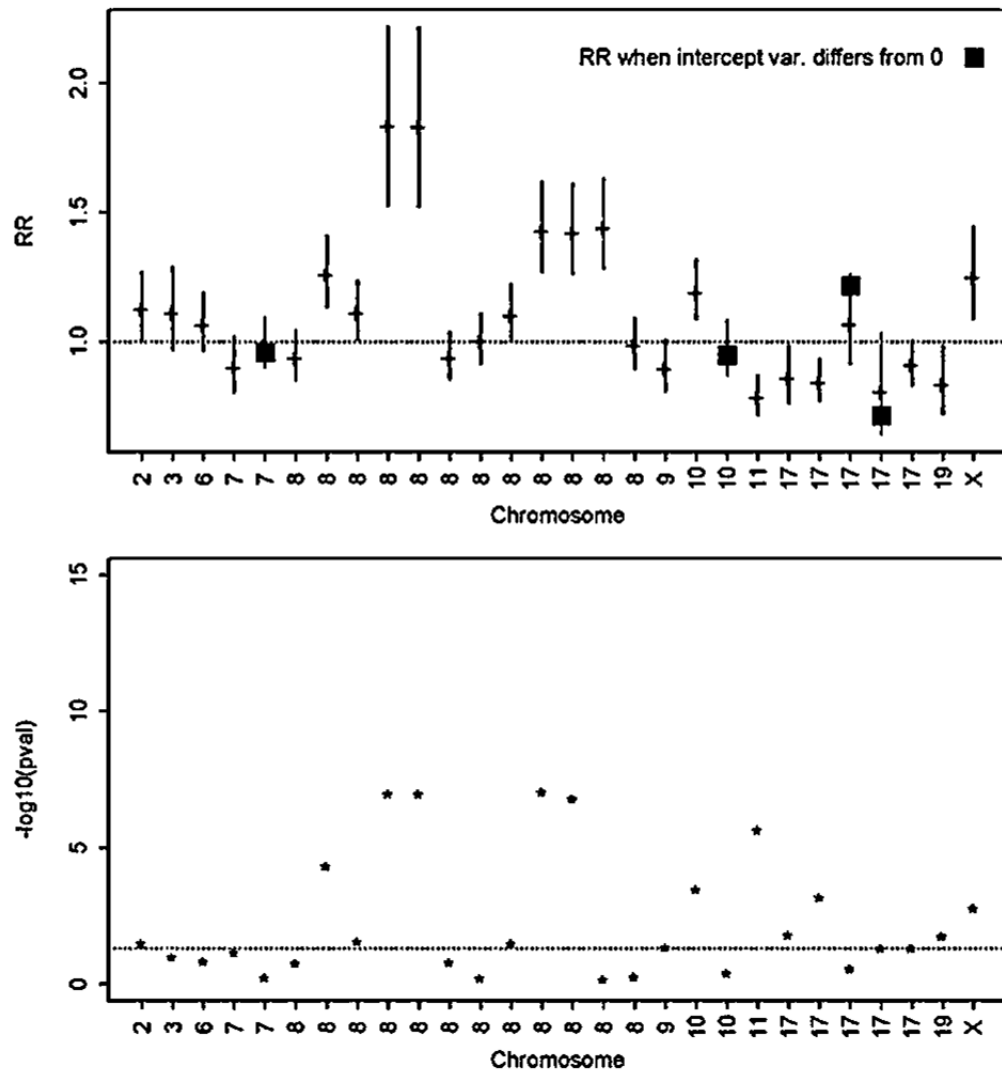 RR when intercept var. differs from 0
2.0
1.5
1.0
RR
2 3 6 7 7 8 8 8 8 8 8 8 8 8 8 8 8 9 10 10 11 17 17 17 17 17 19 X
Chromosome
15
10
5
0
-log10(pval)
2 3 6 7 7 8 8 8 8 8 8 8 8 8 8 8 8 9 10 10 11 17 17 17 17 17 19 X
Chromosome